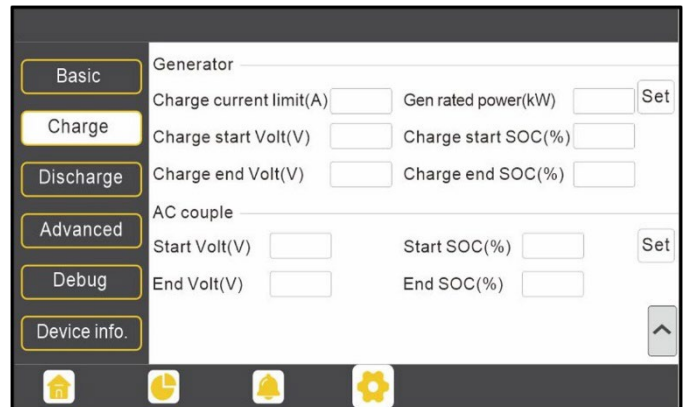 Basic
Charge
Discharge
Advanced
Debug
Device info.
Generator
Charge current limit(A) Gen rated power(kW) Set
Charge start Volt(V) Charge start SOC(%)
Charge end Volt(V) Charge end SOC(%)
AC couple
Start Volt(V) Start SOC(%) Set
End Volt(V) End SOC(%)